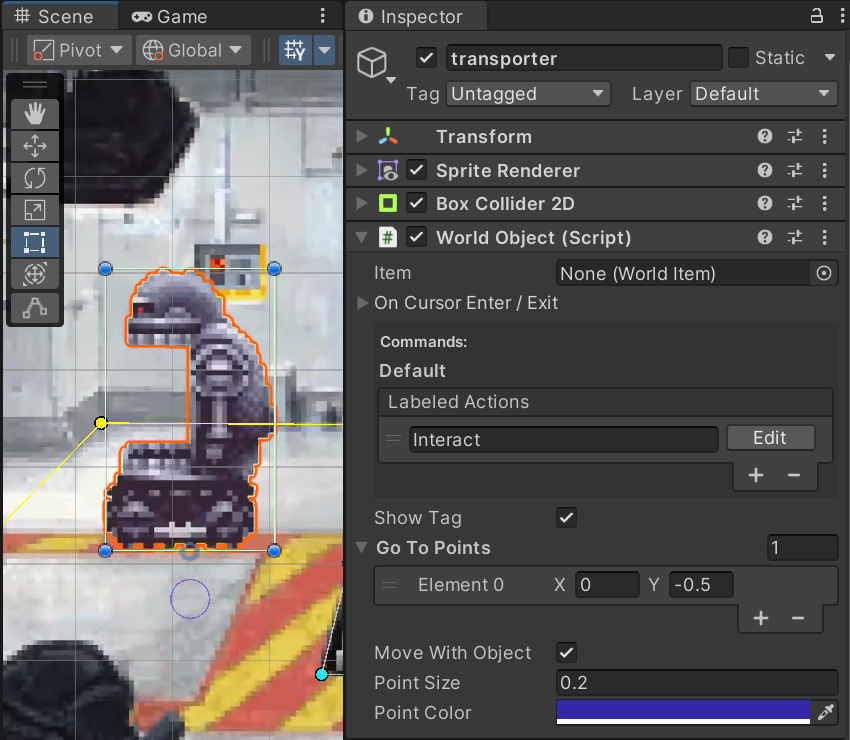 Scene Game
Inspector
Pivot Global
transporter Static
Tag Untagged Layer Default
Transform
Sprite Renderer
Box Collider 2D
World Object (Script)
Item None (World Item)
On Cursor Enter / Exit
Commands:
Default
Labeled Actions
Interact Edit
Show Tag
Go To Points 1
Element 0 X 0 Y -0.5
Move With Object
Point Size 0.2
Point Color